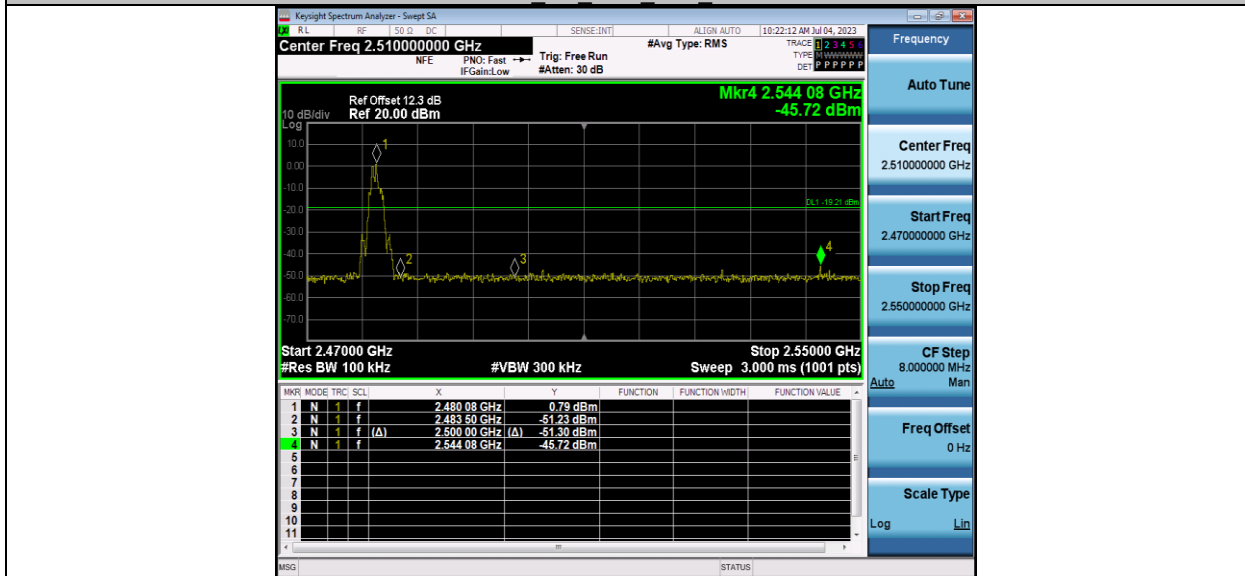 Keysight Spectrum Analyzer - Swept SA
RL RF 50 Ω DC SENSE:INT ALIGN AUTO 10:22:12 AM Jul 04, 2023
Center Freq 2.510000000 GHz #Avg Type: RMS TRACE 1 2 3 4 5 6
NFE PNO: Fast Trig: Free Run TYPE M WWWWW
IFGain:Low #Atten: 30 dB DET P P P P P P
Frequency
Auto Tune
Mkr4 2.544 08 GHz
-45.72 dBm
Ref Offset 12.3 dB
10 dB/div Ref 20.00 dBm
Log
10.0
0.00
-10.0
-20.0
-30.0
-40.0
-50.0
-60.0
-70.0
1
2
3
4
DL1 -19.21 dBm
Start 2.47000 GHz Stop 2.55000 GHz
#Res BW 100 kHz #VBW 300 kHz Sweep 3.000 ms (1001 pts)
MKR MODE TRC SCL X Y FUNCTION FUNCTION WIDTH FUNCTION VALUE
1 N 1 f 2.480 08 GHz 0.79 dBm
2 N 1 f 2.483 50 GHz -51.23 dBm
3 N 1 f (Δ) 2.500 00 GHz (Δ) -51.30 dBm
4 N 1 f 2.544 08 GHz -45.72 dBm
5
6
7
8
9
10
11
Center Freq
2.510000000 GHz
Start Freq
2.470000000 GHz
Stop Freq
2.550000000 GHz
CF Step
8.000000 MHz
Auto Man
Freq Offset
0 Hz
Scale Type
Log Lin
MSG STATUS